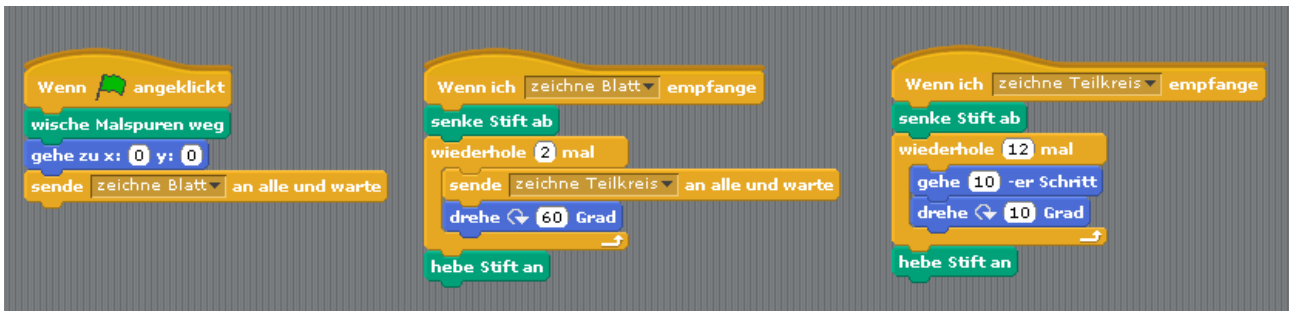 Wenn angeklickt
wische Malspuren weg
gehe zu x: 0 y: 0
sende zeichne Blatt an alle und warte
Wenn ich zeichne Blatt empfange
senke Stift ab
wiederhole 2 mal
sende zeichne Teilkreis an alle und warte
drehe 60 Grad
hebe Stift an
Wenn ich zeichne Teilkreis empfange
senke Stift ab
wiederhole 12 mal
gehe 10 -er Schritt
drehe 10 Grad
hebe Stift an